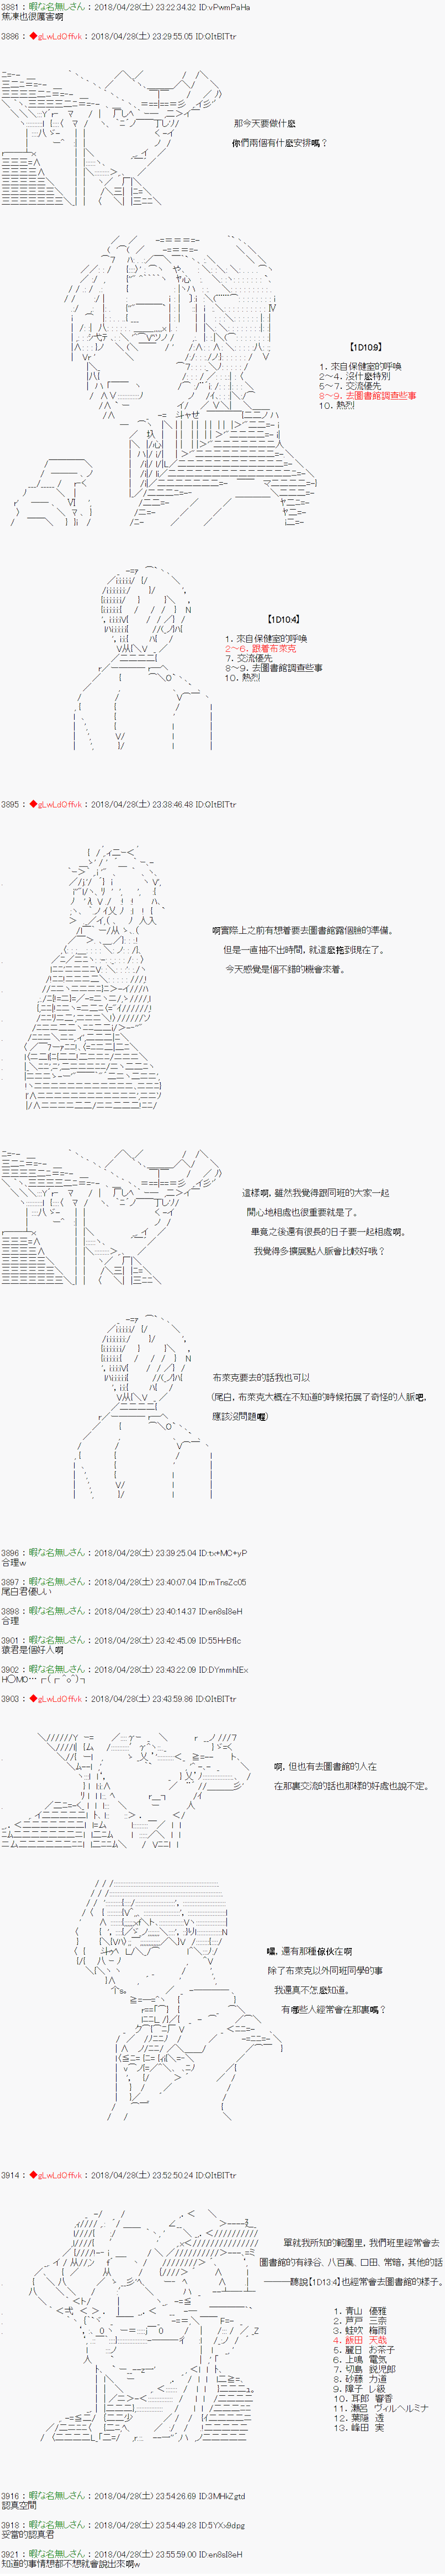 3881 : 暇な名無しさん : 2018/04/28(土) 23:22:34.32 ID:vPwmPaHa
焦凍也很厲害啊
3886 : ◆gLwLdOffvk : 2018/04/28(土) 23:29:55.05 ID:QItBITtr
那今天要做什麽
你們兩個有什麽安排嗎？
【1D10:9】
1. 來自保健室的呼喚
2～4. 沒什麽特別
5～7. 交流優先
8～9. 去圖書館調查些事
10. 熱烈
【1D10:4】
1. 來自保健室的呼喚
2～6. 跟着布萊克
7. 交流優先
8～9. 去圖書館調查些事
10. 熱烈
3895 : ◆gLwLdOffvk : 2018/04/28(土) 23:38:46.48 ID:QItBITtr
啊實際上之前有想着要去圖書館露個臉的準備。
但是一直抽不出時間，就這麽拖到現在了。
今天感覺是個不錯的機會來着。
這樣啊，雖然我覺得跟同班的大家一起
開心地相處也很重要就是了。
畢竟之後還有很長的日子要一起相處啊。
我覺得多擴展點人脈會比較好哦？
布萊克要去的話我也可以
(尾白，布萊克大概在不知道的時候拓展了奇怪的人脈吧，
應該沒問題喔)
3896 : 暇な名無しさん : 2018/04/28(土) 23:39:25.04 ID:tx+MC+yP
合理w
3897 : 暇な名無しさん : 2018/04/28(土) 23:40:07.04 ID:mTnsZc05
尾白君優しい
3898 : 暇な名無しさん : 2018/04/28(土) 23:40:14.37 ID:en8sI8eH
合理
3901 : 暇な名無しさん : 2018/04/28(土) 23:42:45.09 ID:55HrBflc
猿君是個好人啊
3902 : 暇な名無しさん : 2018/04/28(土) 23:43:22.09 ID:DYmmhIEx
H〇MO…┌(┌ ^o^)┐
3903 : ◆gLwLdOffvk : 2018/04/28(土) 23:43:59.86 ID:QItBITtr
啊，但也有去圖書館的人在
在那裏交流的話也那樣的好處也說不定。
嘿，還有那種傢伙在啊
除了布萊克以外同班同學的事
我還真不怎麽知道。
有哪些人經常會在那裏嗎？
3914 : ◆gLwLdOffvk : 2018/04/28(土) 23:52:50.24 ID:QItBITtr
單就我所知的範圍里，我們班里經常會去
圖書館的有綠谷、八百萬、口田、常暗，其他的話
────聽說【1D13:4】也經常會去圖書館的樣子。
1. 青山　優雅
2. 芦戸　三奈
3. 蛙吹　梅雨
4. 飯田　天哉
5. 麗日　お茶子
6. 上鳴　電気
7. 切島　鋭児郎
8. 砂藤　力道
9. 障子　レ級
10. 耳郎　響香
11. 瀬呂　ヴィルヘルミナ
12. 葉隠　透
13. 峰田　実
3916 : 暇な名無しさん : 2018/04/28(土) 23:54:26.69 ID:3MHkZgtd
認真空間
3918 : 暇な名無しさん : 2018/04/28(土) 23:54:49.28 ID:5YXx9dpg
妥當的認真君
3921 : 暇な名無しさん : 2018/04/28(土) 23:55:59.00 ID:en8sI8eH
知道的事情想都不想就會說出來啊w